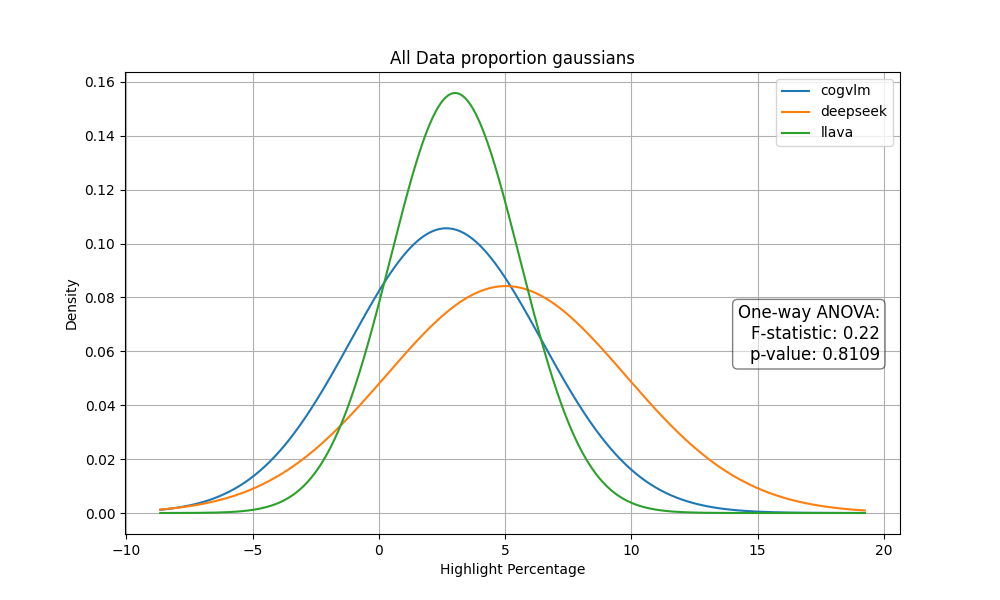 All Data proportion gaussians
cogvlm
deepseek
llava
One-way ANOVA:
F-statistic: 0.22
p-value: 0.8109
Density
0.16
0.14
0.12
0.10
0.08
0.06
0.04
0.02
0.00
−10
−5
0
5
10
15
20
Highlight Percentage